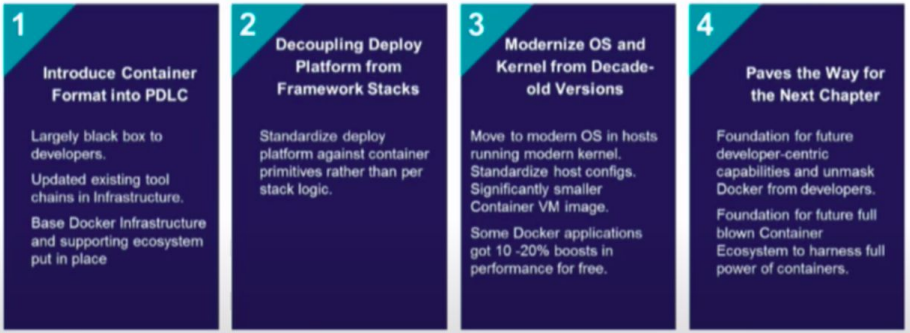 1
Introduce Container
Format into PDLC
Largely black box to
developers.
Updated existing tool
chains in Infrastructure.
Base Docker Infrastructure
and supporting ecosystem
put in place
2
Decoupling Deploy
Platform from
Framework Stacks
Standardize deploy
platform against container
primitives rather than per
stack logic.
3
Modernize OS and
Kernel from Decade-
old Versions
Move to modern OS in hosts
running modern kernel.
Standardize host configs.
Significantly smaller
Container VM image.
Some Docker applications
got 10 -20% boosts in
performance for free.
4
Paves the Way for
the Next Chapter
Foundation for future
developer-centric
capabilities and unmask
Docker from developers.
Foundation for future full
blown Container
Ecosystem to harness full
power of containers.